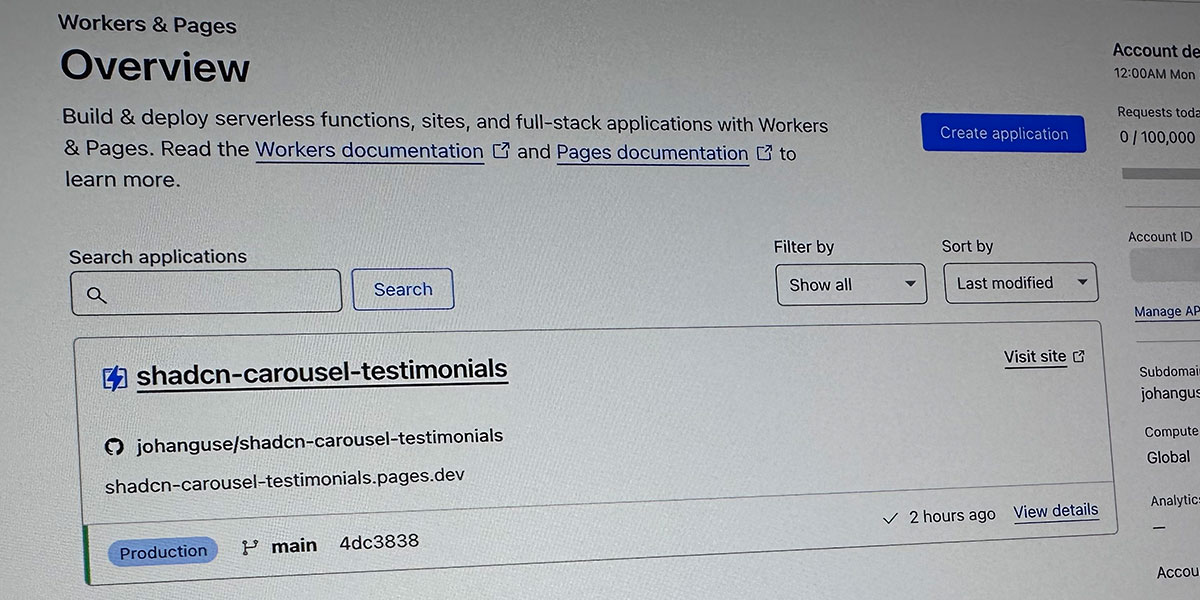 Workers & Pages
Overview
Build & deploy serverless functions, sites, and full-stack applications with Workers
& Pages. Read the Workers documentation and Pages documentation to
learn more.
Create application
Search applications
Search
Filter by
Show all
Sort by
Last modified
shadcn-carousel-testimonials
Visit site
johanguse/shadcn-carousel-testimonials
shadcn-carousel-testimonials.pages.dev
Production main 4dc3838
2 hours ago View details
Account de
12:00AM Mon
Requests toda
0 / 100,000
Account ID
Manage AP
Subdomai
johangus
Compute
Global
Analytic
—
Accou